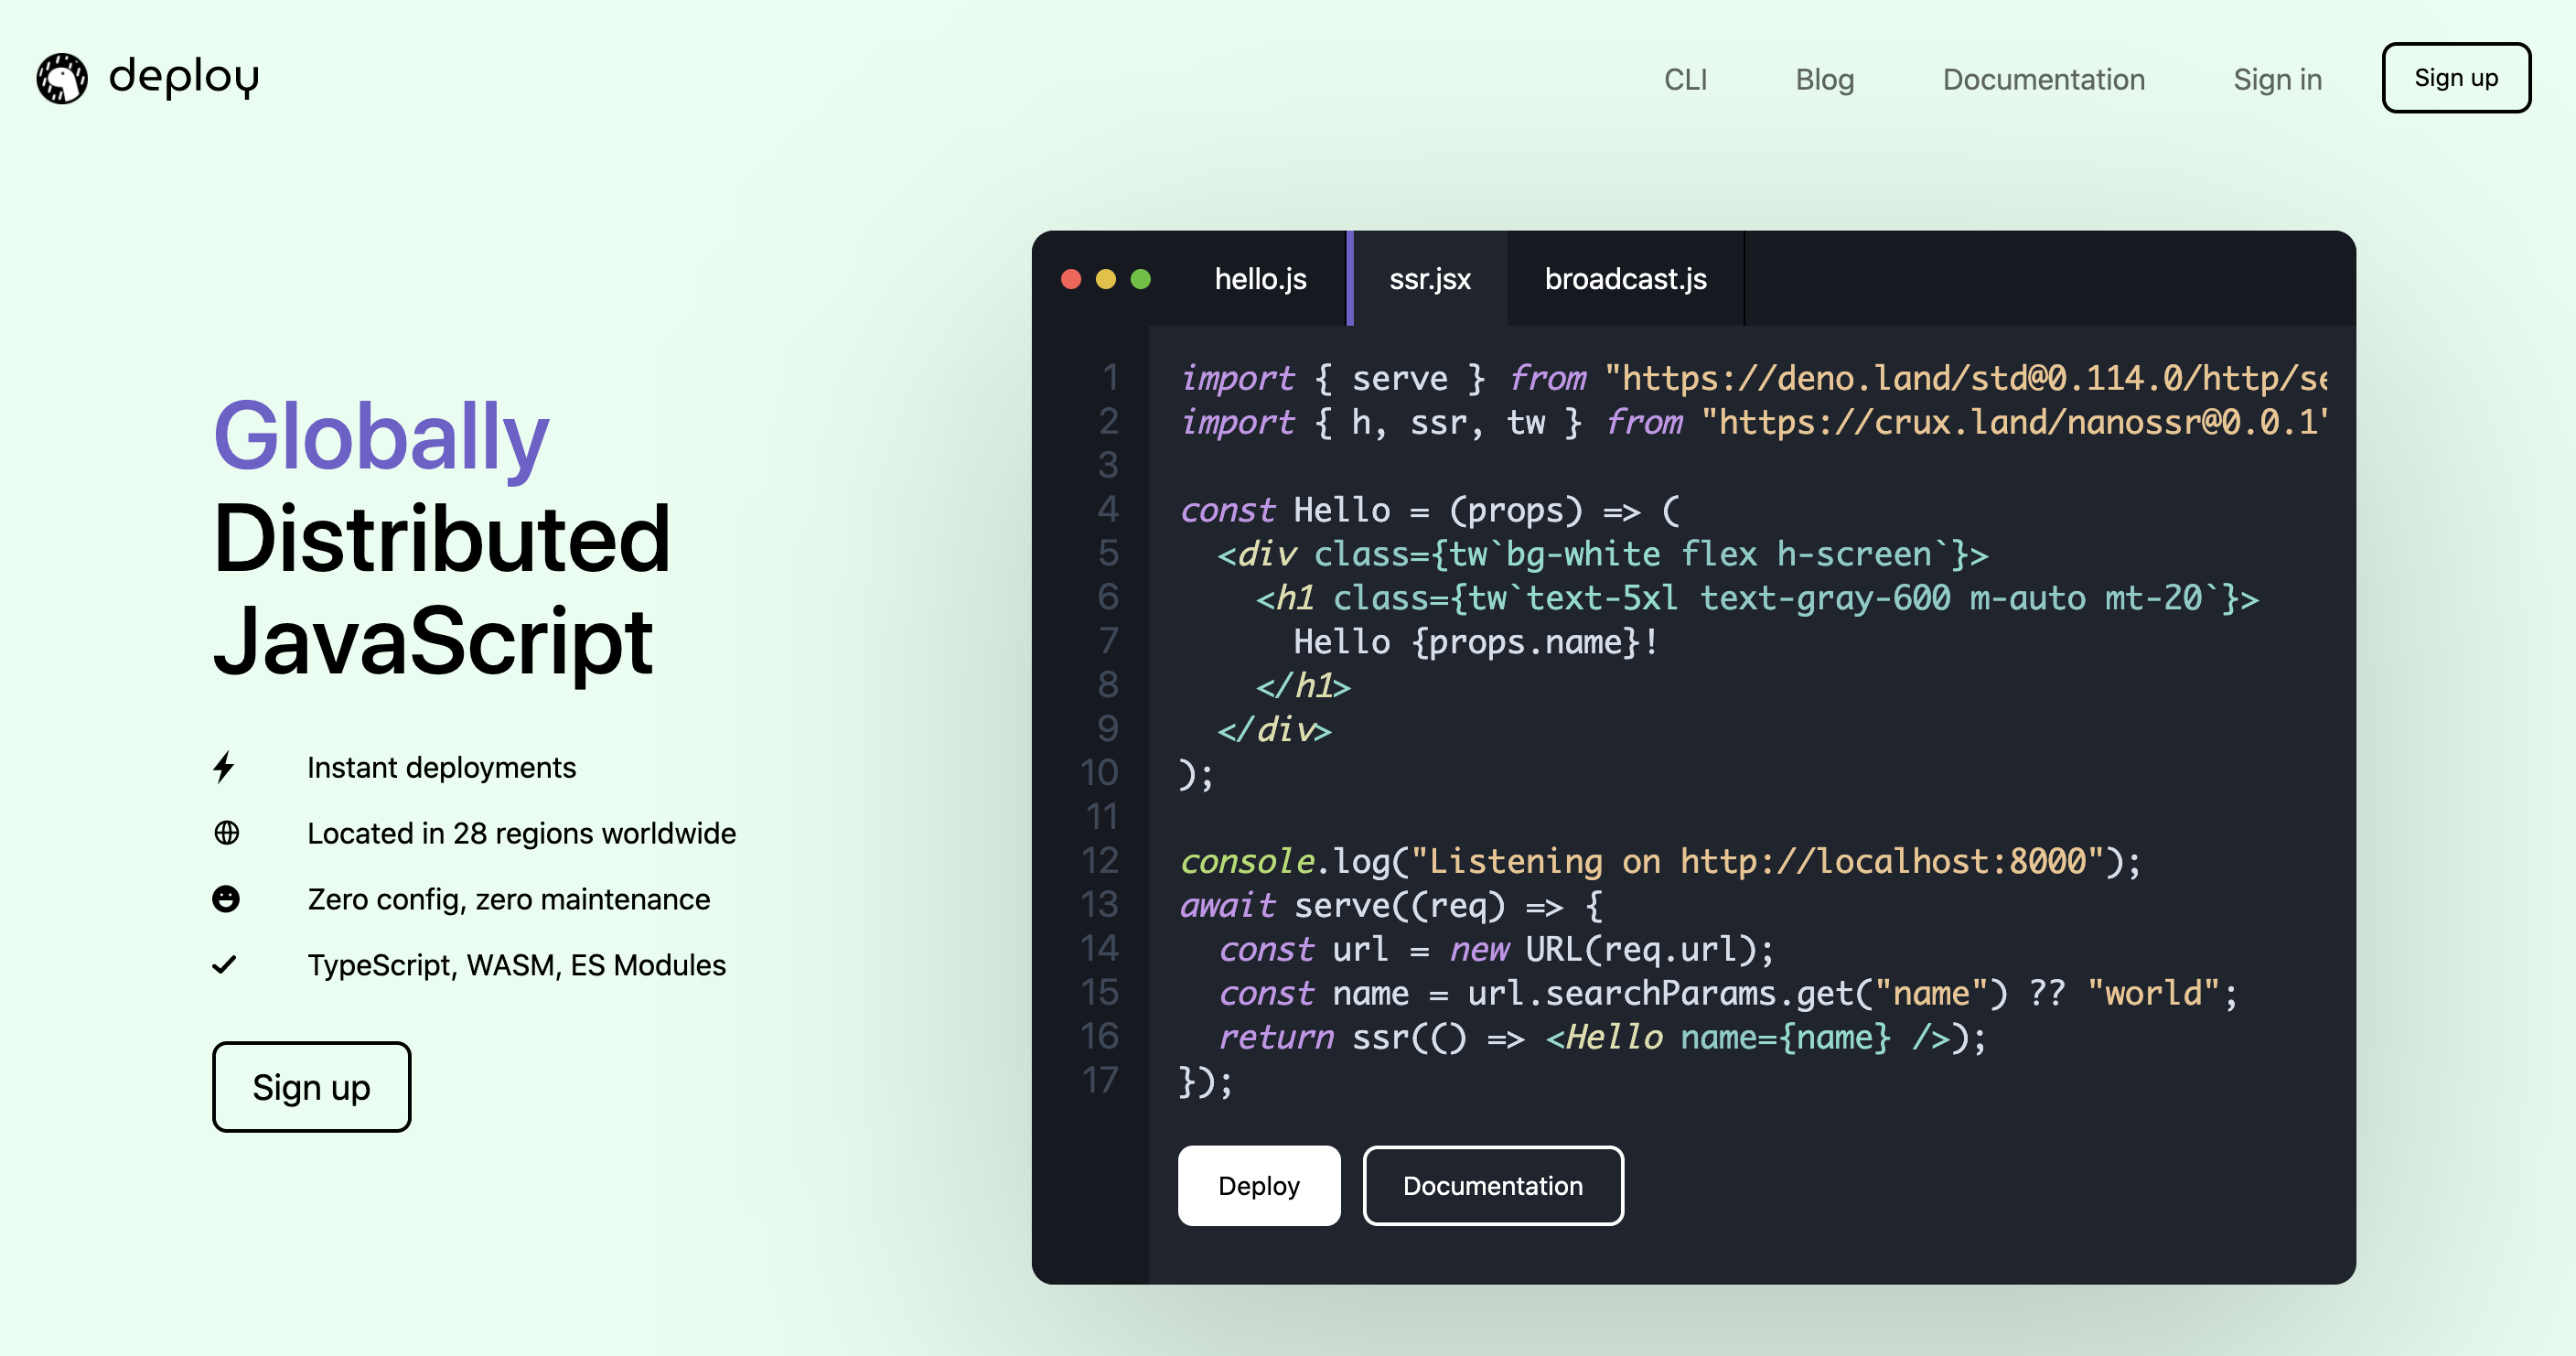 deploy
CLI Blog Documentation Sign in Sign up
Globally
Distributed
JavaScript
Instant deployments
Located in 28 regions worldwide
Zero config, zero maintenance
TypeScript, WASM, ES Modules
Sign up
hello.js ssr.jsx broadcast.js
1 import { serve } from "https://deno.land/std@0.114.0/http/se
2 import { h, ssr, tw } from "https://crux.land/nanossr@0.0.1"
3
4 const Hello = (props) => (
5   <div class={tw`bg-white flex h-screen`}>
6     <h1 class={tw`text-5xl text-gray-600 m-auto mt-20`}>
7       Hello {props.name}!
8     </h1>
9   </div>
10 );
11
12 console.log("Listening on http://localhost:8000");
13 await serve((req) => {
14   const url = new URL(req.url);
15   const name = url.searchParams.get("name") ?? "world";
16   return ssr(() => <Hello name={name} />);
17 });
Deploy Documentation